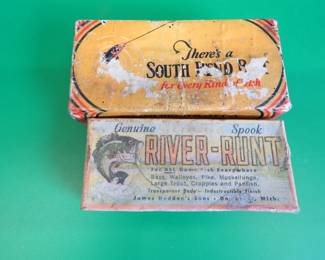 There's a
SOUTH BEND
for Every Kind of
Genuine Spook
RIVER-RUNT
For All Game Fish Everywhere
Bass, Walleyes, Pike, Muskellunge,
Large Trout, Crappies and Panfish.
Transparent Body - Indestructible Finish
James Heddon's Sons - Mich.